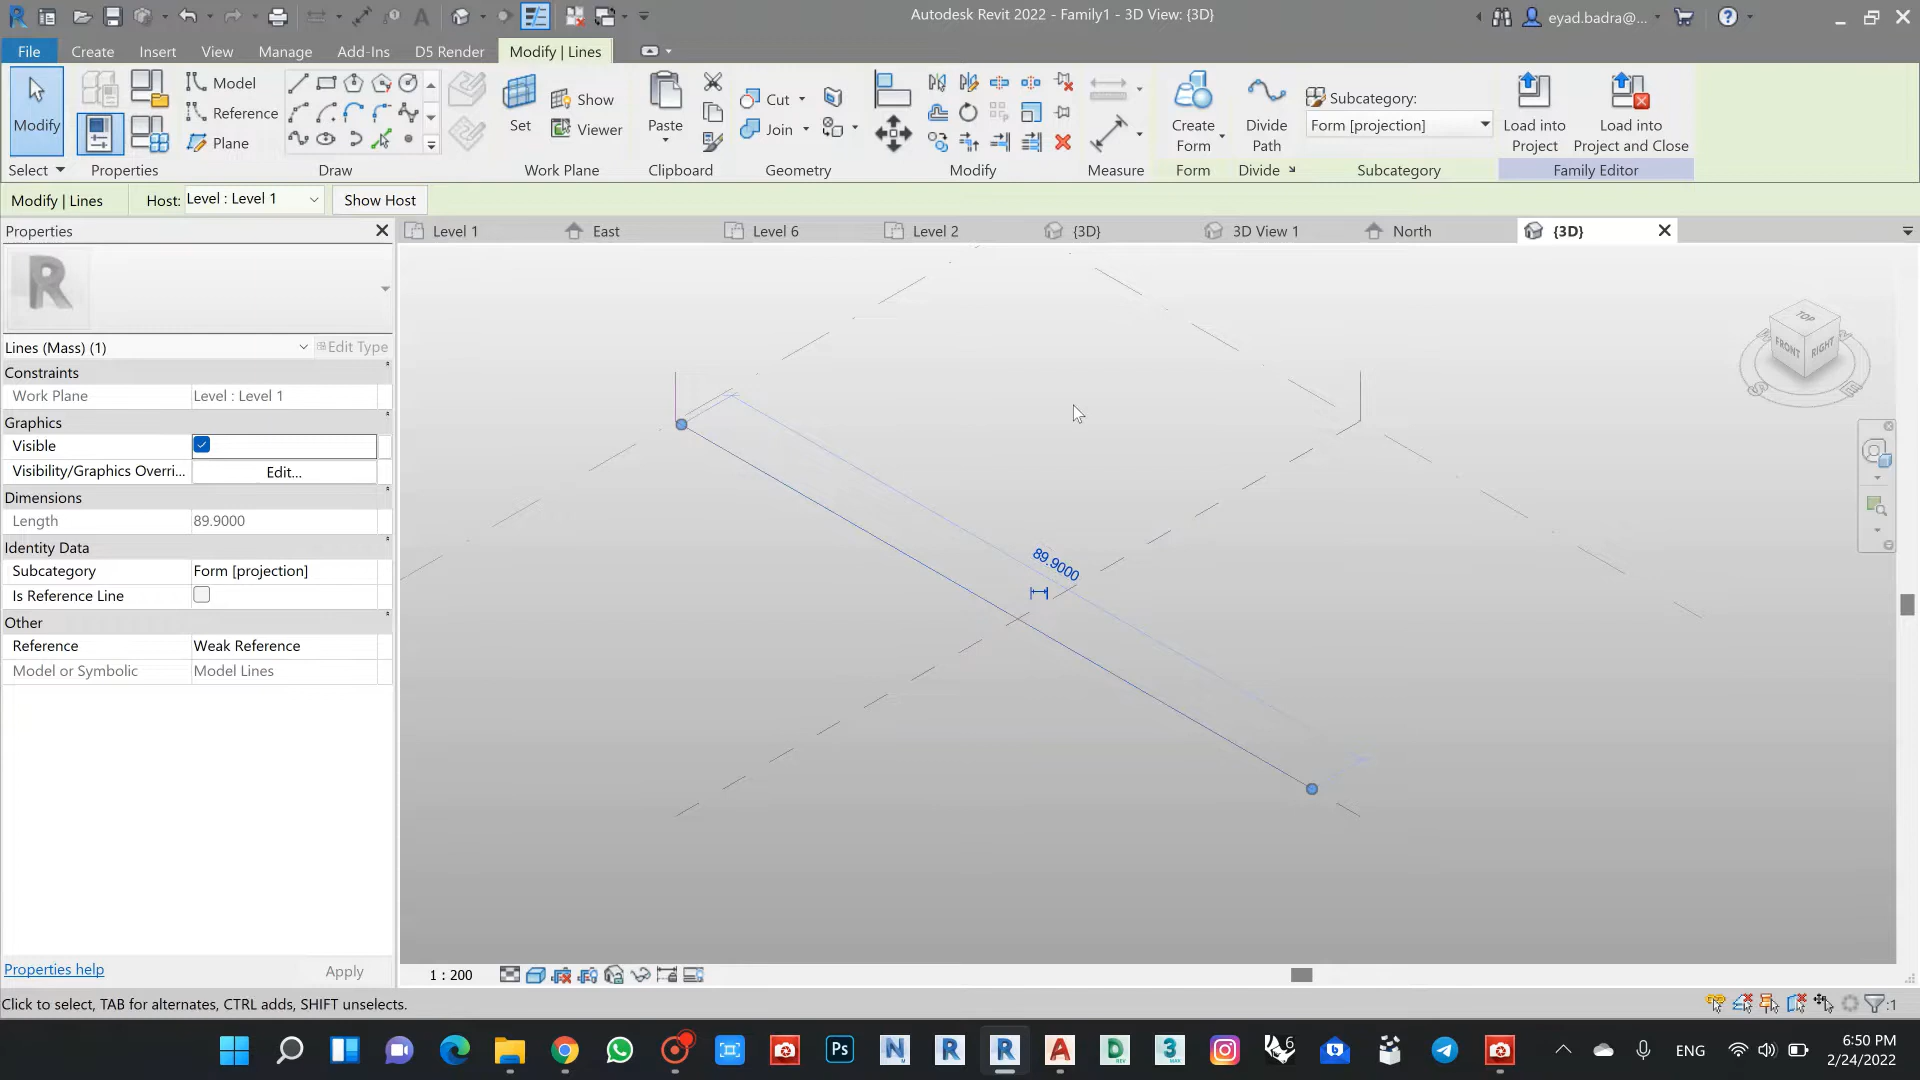 Autodesk Revit 2022 - Family1 - 3D View: {3D}
eyad.badra@...
File
Create
Insert
View
Manage
Add-Ins
D5 Render
Modify | Lines
Modify
Select
Properties
Model
Reference
Plane
Draw
Set
Show
Viewer
Work Plane
Paste
Clipboard
Cut
Join
Geometry
Modify
Measure
Create
Form
Form
Divide
Path
Divide
Subcategory:
Form [projection]
Subcategory
Load into
Project
Load into
Project and Close
Family Editor
Modify | Lines
Host:
Level : Level 1
Show Host
Properties
Level 1
East
Level 6
Level 2
{3D}
3D View 1
North
{3D}
R
Lines (Mass) (1)
Edit Type
Constraints
Work Plane
Level : Level 1
Graphics
Visible
Visibility/Graphics Overri...
Edit...
Dimensions
Length
89.9000
Identity Data
Subcategory
Form [projection]
Is Reference Line
Other
Reference
Weak Reference
Model or Symbolic
Model Lines
89.9000
TOP
FRONT
RIGHT
Properties help
Apply
1 : 200
Click to select, TAB for alternates, CTRL adds, SHIFT unselects.
:1
Ps
N
R
R
A
D
3
6
ENG
6:50 PM
2/24/2022